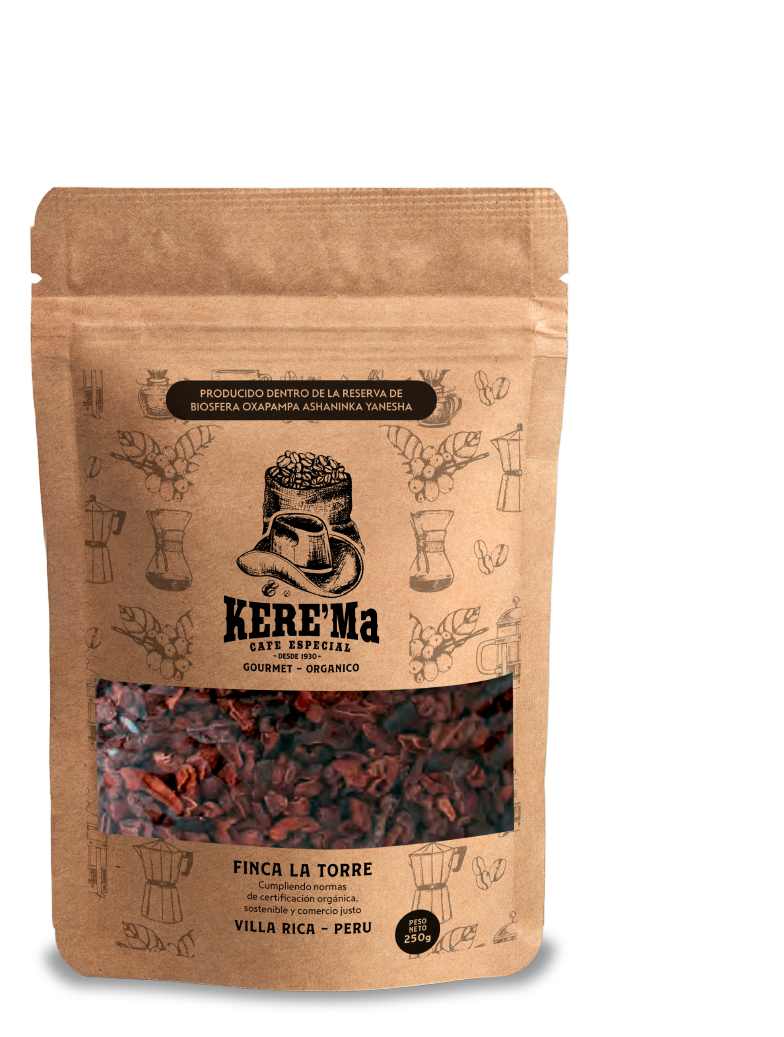 PRODUCIDO DENTRO DE LA RESERVA DE
BIOSFERA OXAPAMPA ASHANINKA YANESHA
KERE'Ma
CAFE ESPECIAL
- DESDE 1930 -
GOURMET - ORGANICO
FINCA LA TORRE
Cumpliendo normas
de certificación orgánica,
sostenible y comercio justo
VILLA RICA - PERU
PESO
NETO
250g